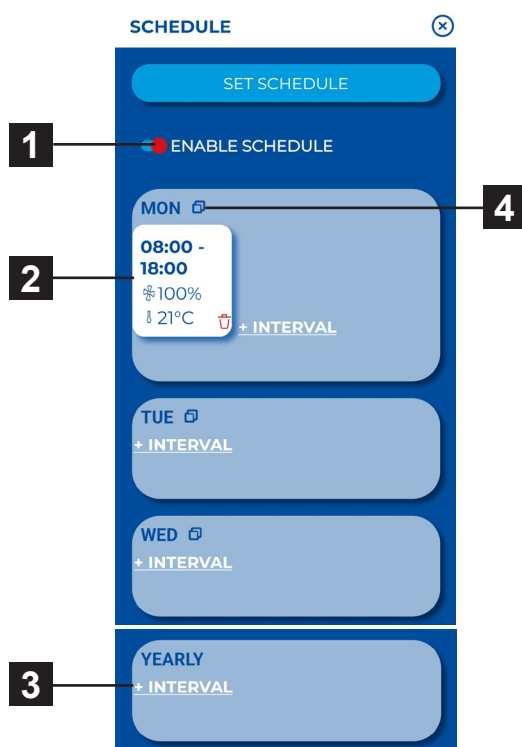 SCHEDULE
SET SCHEDULE
1
ENABLE SCHEDULE
MON
4
08:00 -
18:00
2
100%
21°C
+ INTERVAL
TUE
+ INTERVAL
WED
+ INTERVAL
YEARLY
3
+ INTERVAL